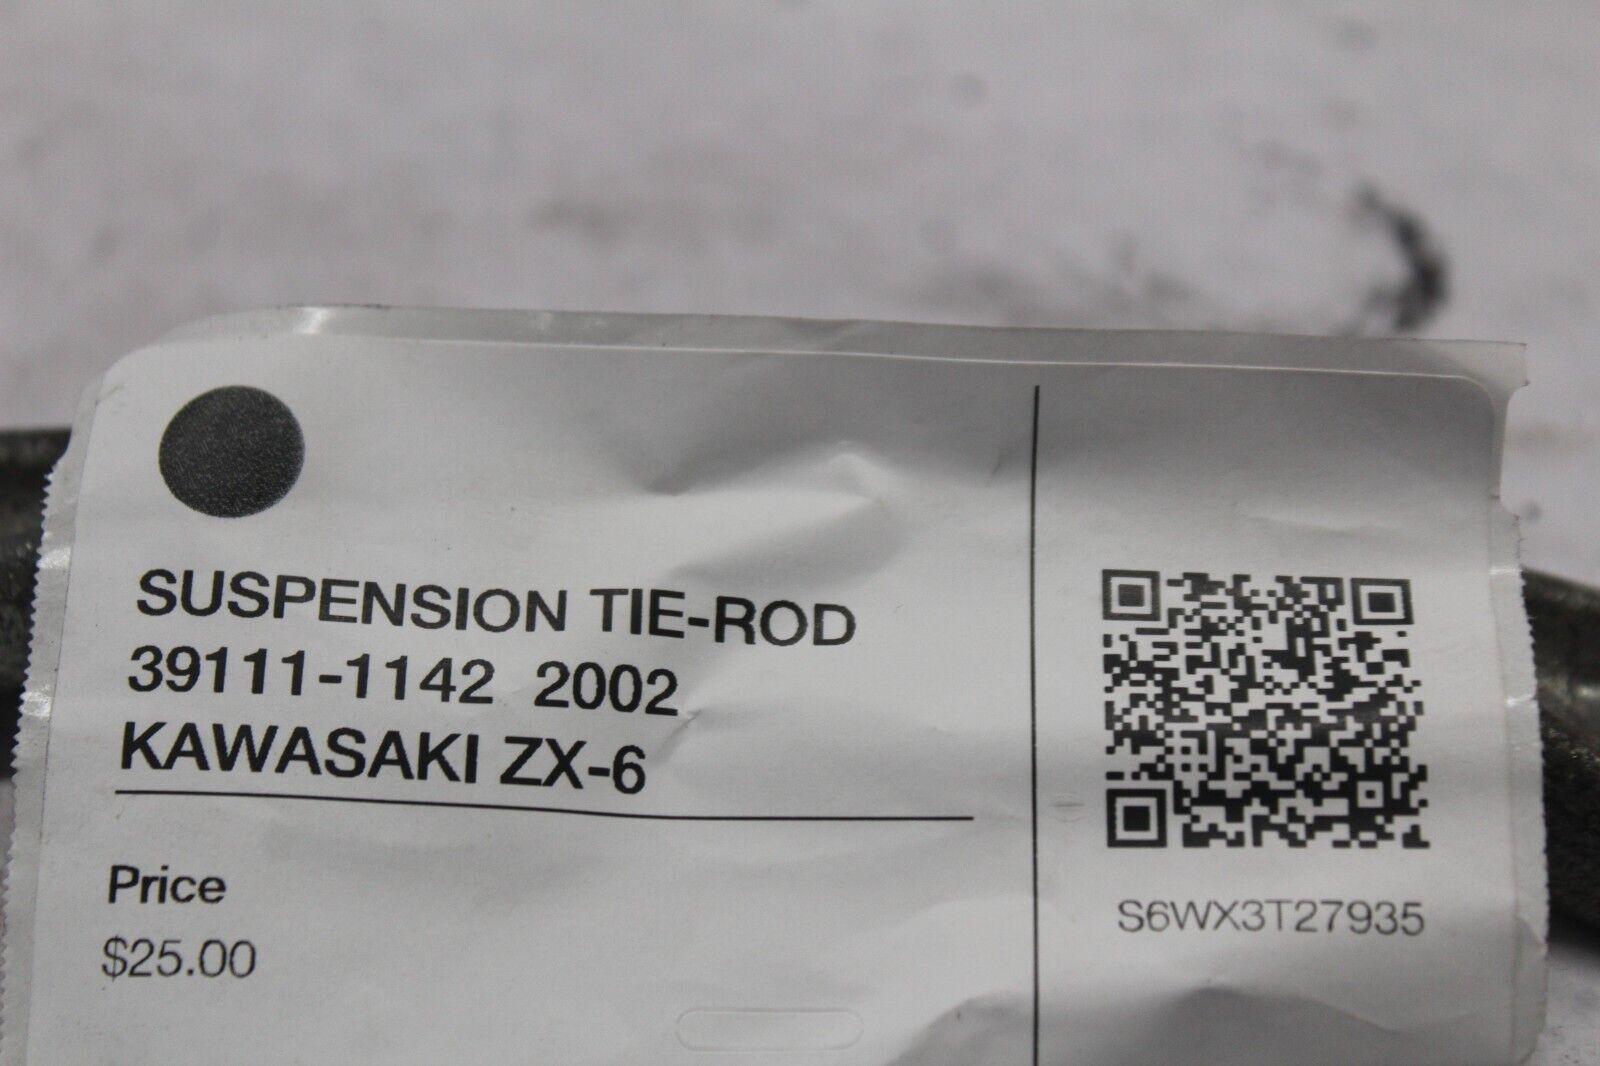 SUSPENSION TIE-ROD
39111-1142 2002
KAWASAKI ZX-6
Price
$25.00
S6WX3T27935